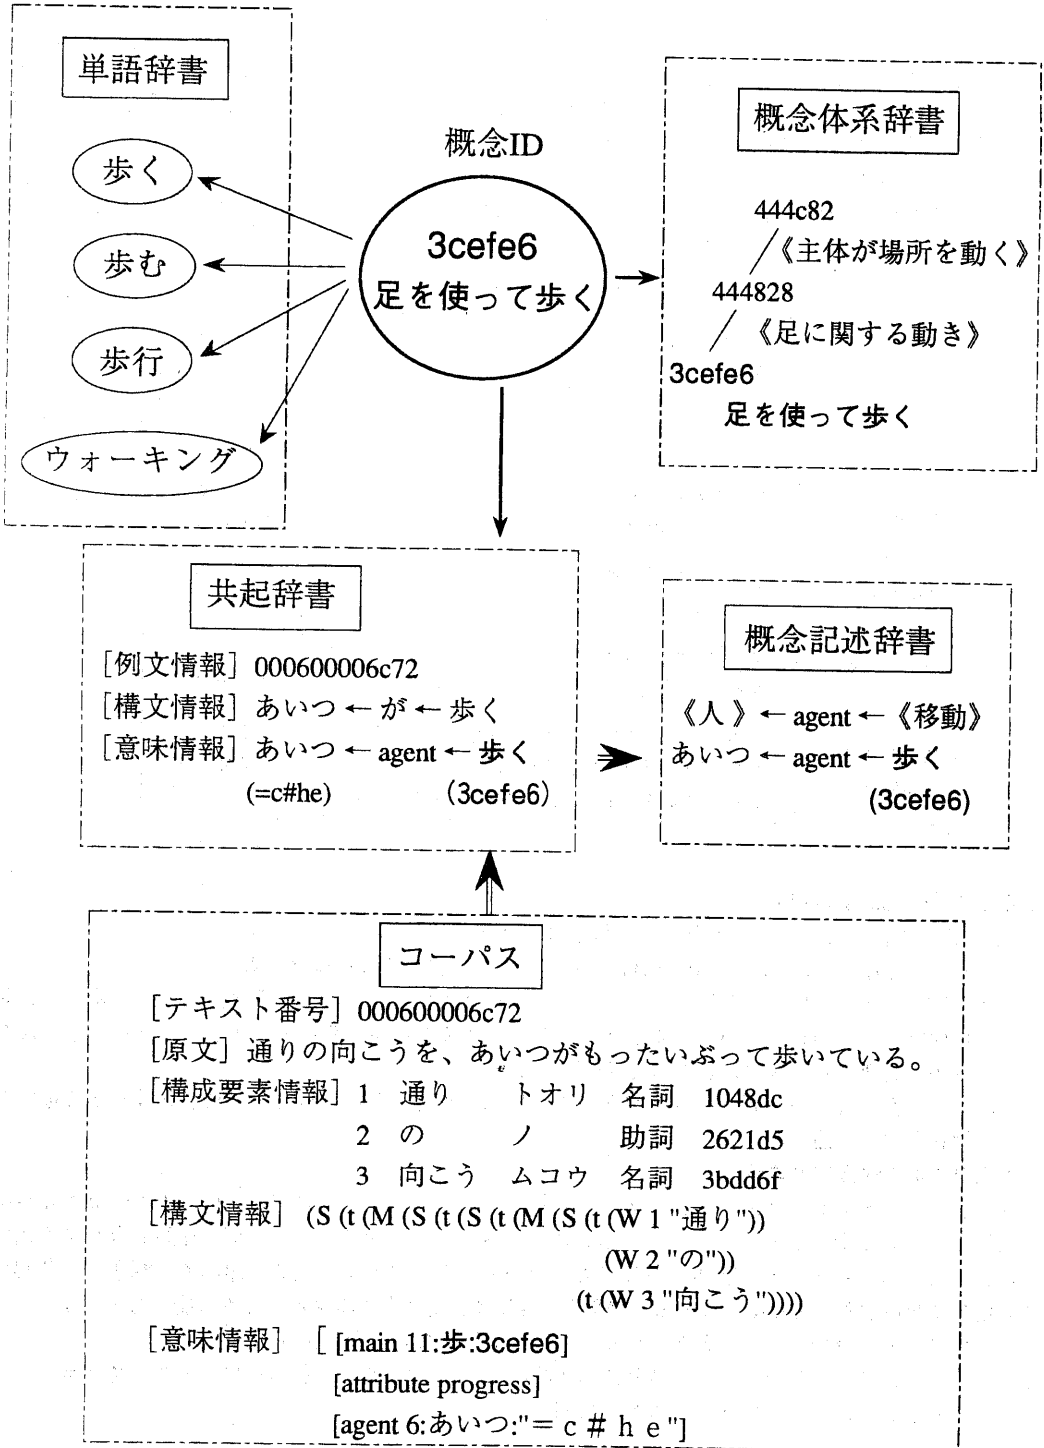 単語辞書
歩く
歩む
歩行
ウォーキング
概念ID
3cefe6
足を使って歩く
概念体系辞書
444c82
《主体が場所を動く》
444828
《足に関する動き》
3cefe6
足を使って歩く
共起辞書
[例文情報] 000600006c72
[構文情報] あいつ ← が ← 歩く
[意味情報] あいつ ← agent ← 歩く
(=c#he) (3cefe6)
概念記述辞書
《人》 ← agent ← 《移動》
あいつ ← agent ← 歩く
(3cefe6)
コーパス
[テキスト番号] 000600006c72
[原文] 通りの向こうを、あいつがもったいぶって歩いている。
[構成要素情報] 1 通り トオリ 名詞 1048dc
2 の ノ 助詞 2621d5
3 向こう ムコウ 名詞 3bdd6f
[構文情報] (S (t (M (S (t (S (t (M (S (t (W 1 "通り"))
(W 2 "の"))
(t (W 3 "向こう"))))
[意味情報] [ [main 11:歩:3cefe6]
[attribute progress]
[agent 6:あいつ:"＝ｃ＃ｈｅ"]